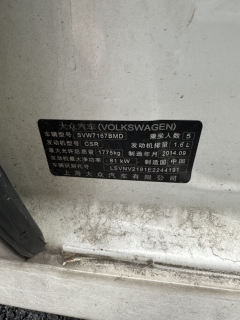 大众汽车(VOLKSWAGEN)
车辆型号 SVW7167BMD 乘坐人数 5
发动机型号 CSR 发动机排量 1.6 L
最大允许总质量 1775kg 制造年月 2014.09
发动机最大净功率 81 kW 制造国 中国
车辆识别代号 LSVNV2181E2244191
上海大众汽车有限公司